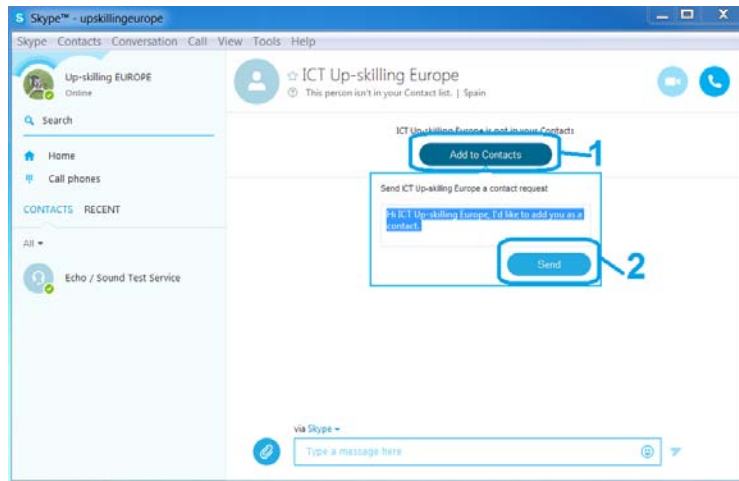 S Skype™ - upskillingeurope
Skype Contacts Conversation Call View Tools Help
Up-skilling EUROPE
Online
Search
Home
Call phones
CONTACTS RECENT
All
Echo / Sound Test Service
ICT Up-skilling Europe
This person isn't in your Contact list. | Spain
ICT Up-skilling Europe is not in your Contacts
Add to Contacts
1
Send ICT Up-skilling Europe a contact request
Hi ICT Up-skilling Europe, I'd like to add you as a
contact.
Send
2
via Skype
Type a message here